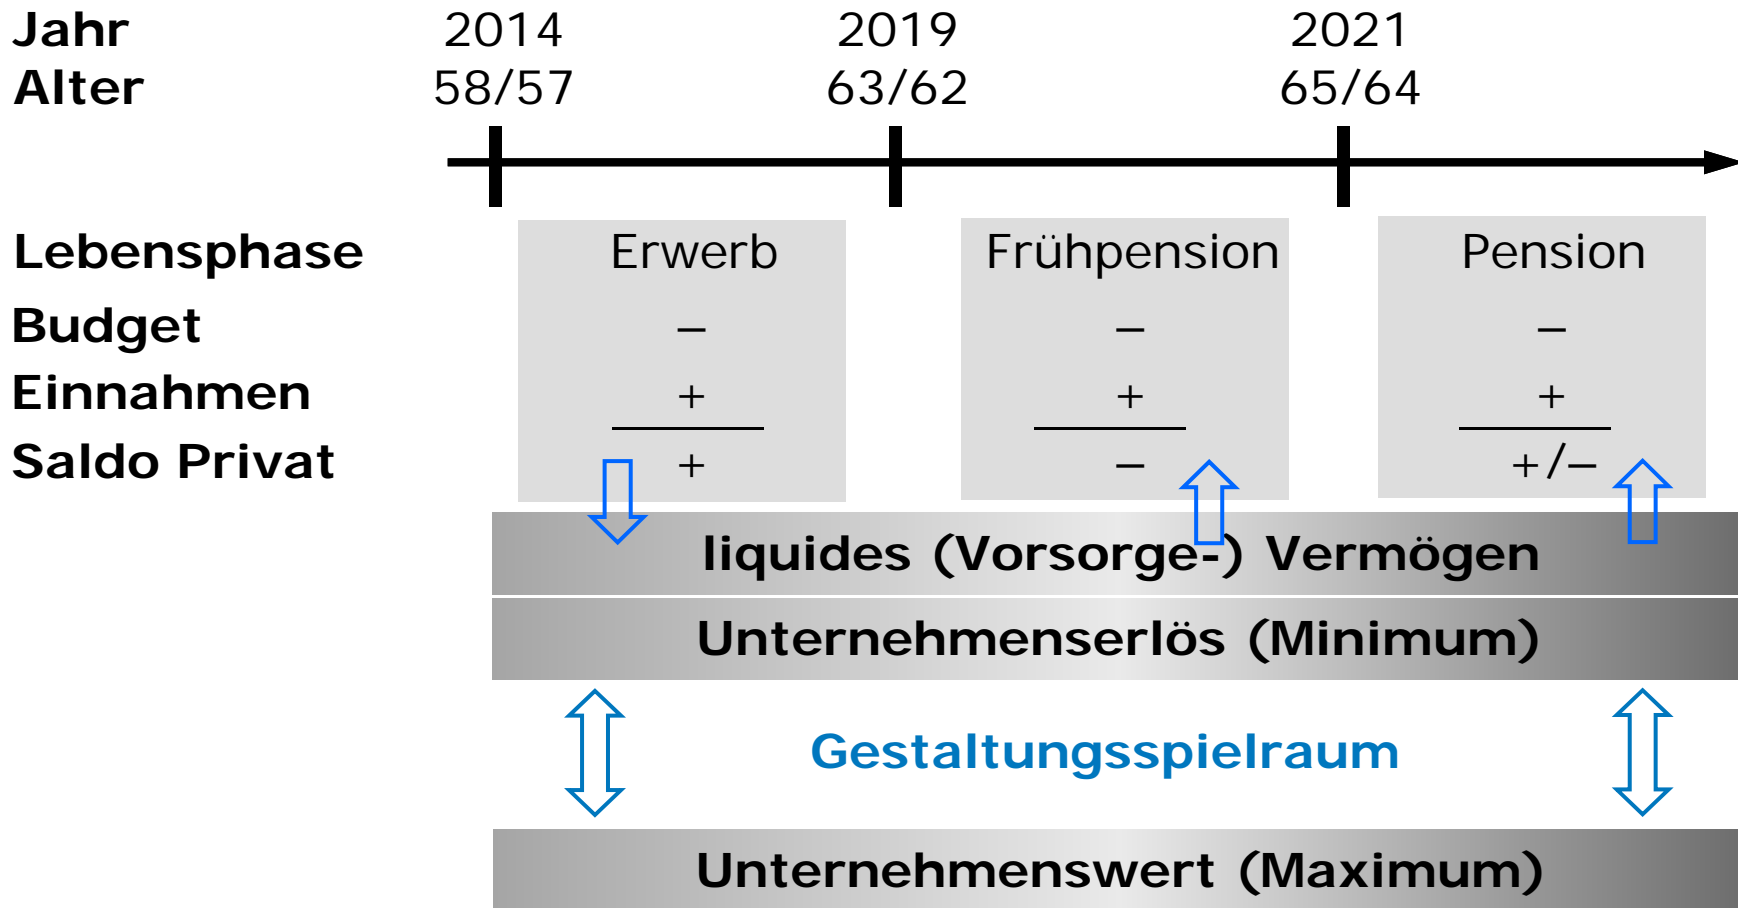 Jahr 2014 2019 2021
Alter 58/57 63/62 65/64
Lebensphase Erwerb Frühpension Pension
Budget – – –
Einnahmen + + +
Saldo Privat + – +/–
liquides (Vorsorge-) Vermögen
Unternehmenserlös (Minimum)
Gestaltungsspielraum
Unternehmenswert (Maximum)